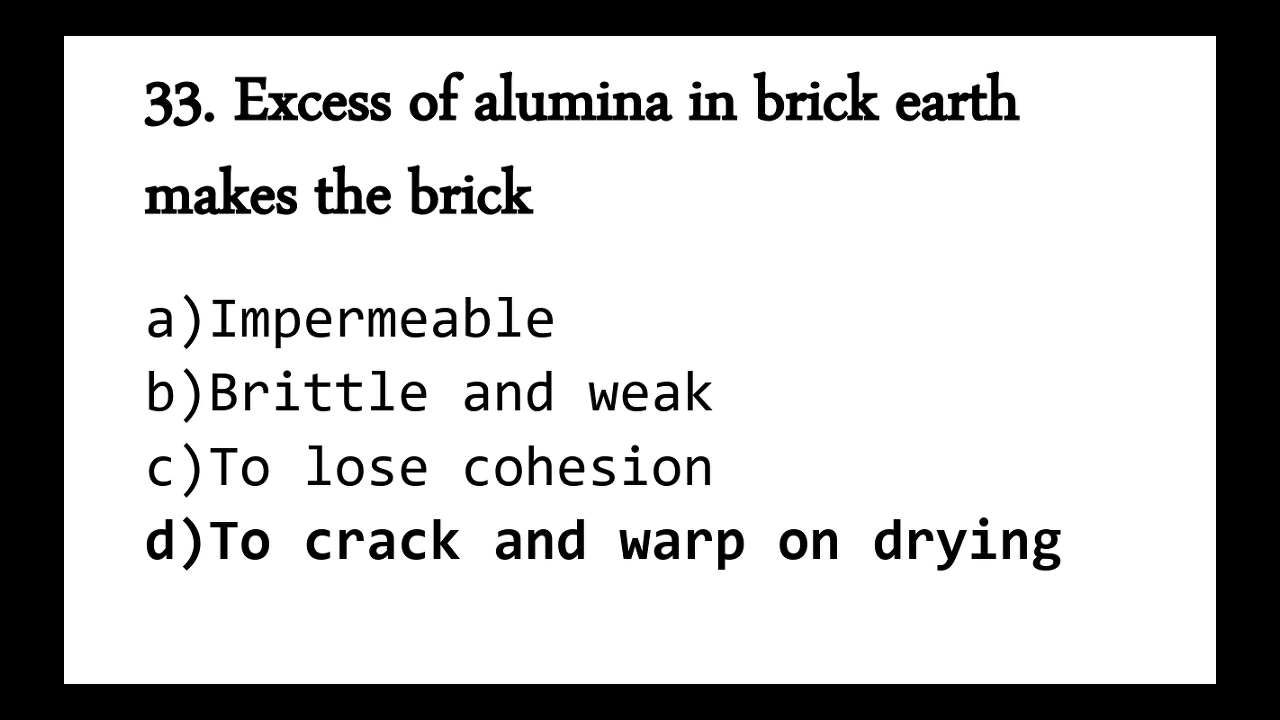 33. Excess of alumina in brick earth
makes the brick
a)Impermeable
b)Brittle and weak
c)To lose cohesion
d)To crack and warp on drying